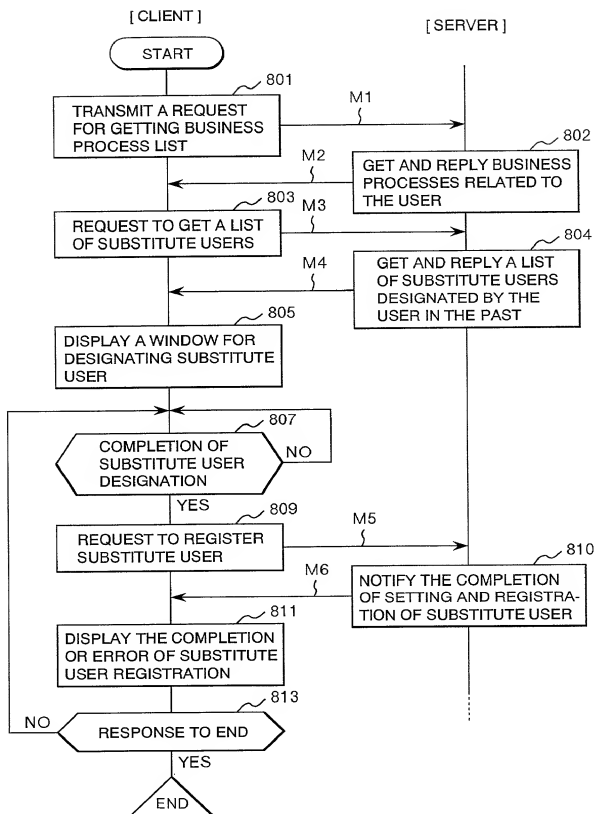 [ CLIENT ]
[ SERVER ]
START
801
TRANSMIT A REQUEST
FOR GETTING BUSINESS
PROCESS LIST
M1
802
GET AND REPLY BUSINESS
PROCESSES RELATED TO
THE USER
M2
803
REQUEST TO GET A LIST
OF SUBSTITUTE USERS
M3
804
GET AND REPLY A LIST
OF SUBSTITUTE USERS
DESIGNATED BY THE
USER IN THE PAST
M4
805
DISPLAY A WINDOW FOR
DESIGNATING SUBSTITUTE
USER
807
COMPLETION OF
SUBSTITUTE USER
DESIGNATION
NO
YES
809
REQUEST TO REGISTER
SUBSTITUTE USER
M5
810
NOTIFY THE COMPLETION
OF SETTING AND REGISTRA-
TION OF SUBSTITUTE USER
M6
811
DISPLAY THE COMPLETION
OR ERROR OF SUBSTITUTE
USER REGISTRATION
813
RESPONSE TO END
NO
YES
END